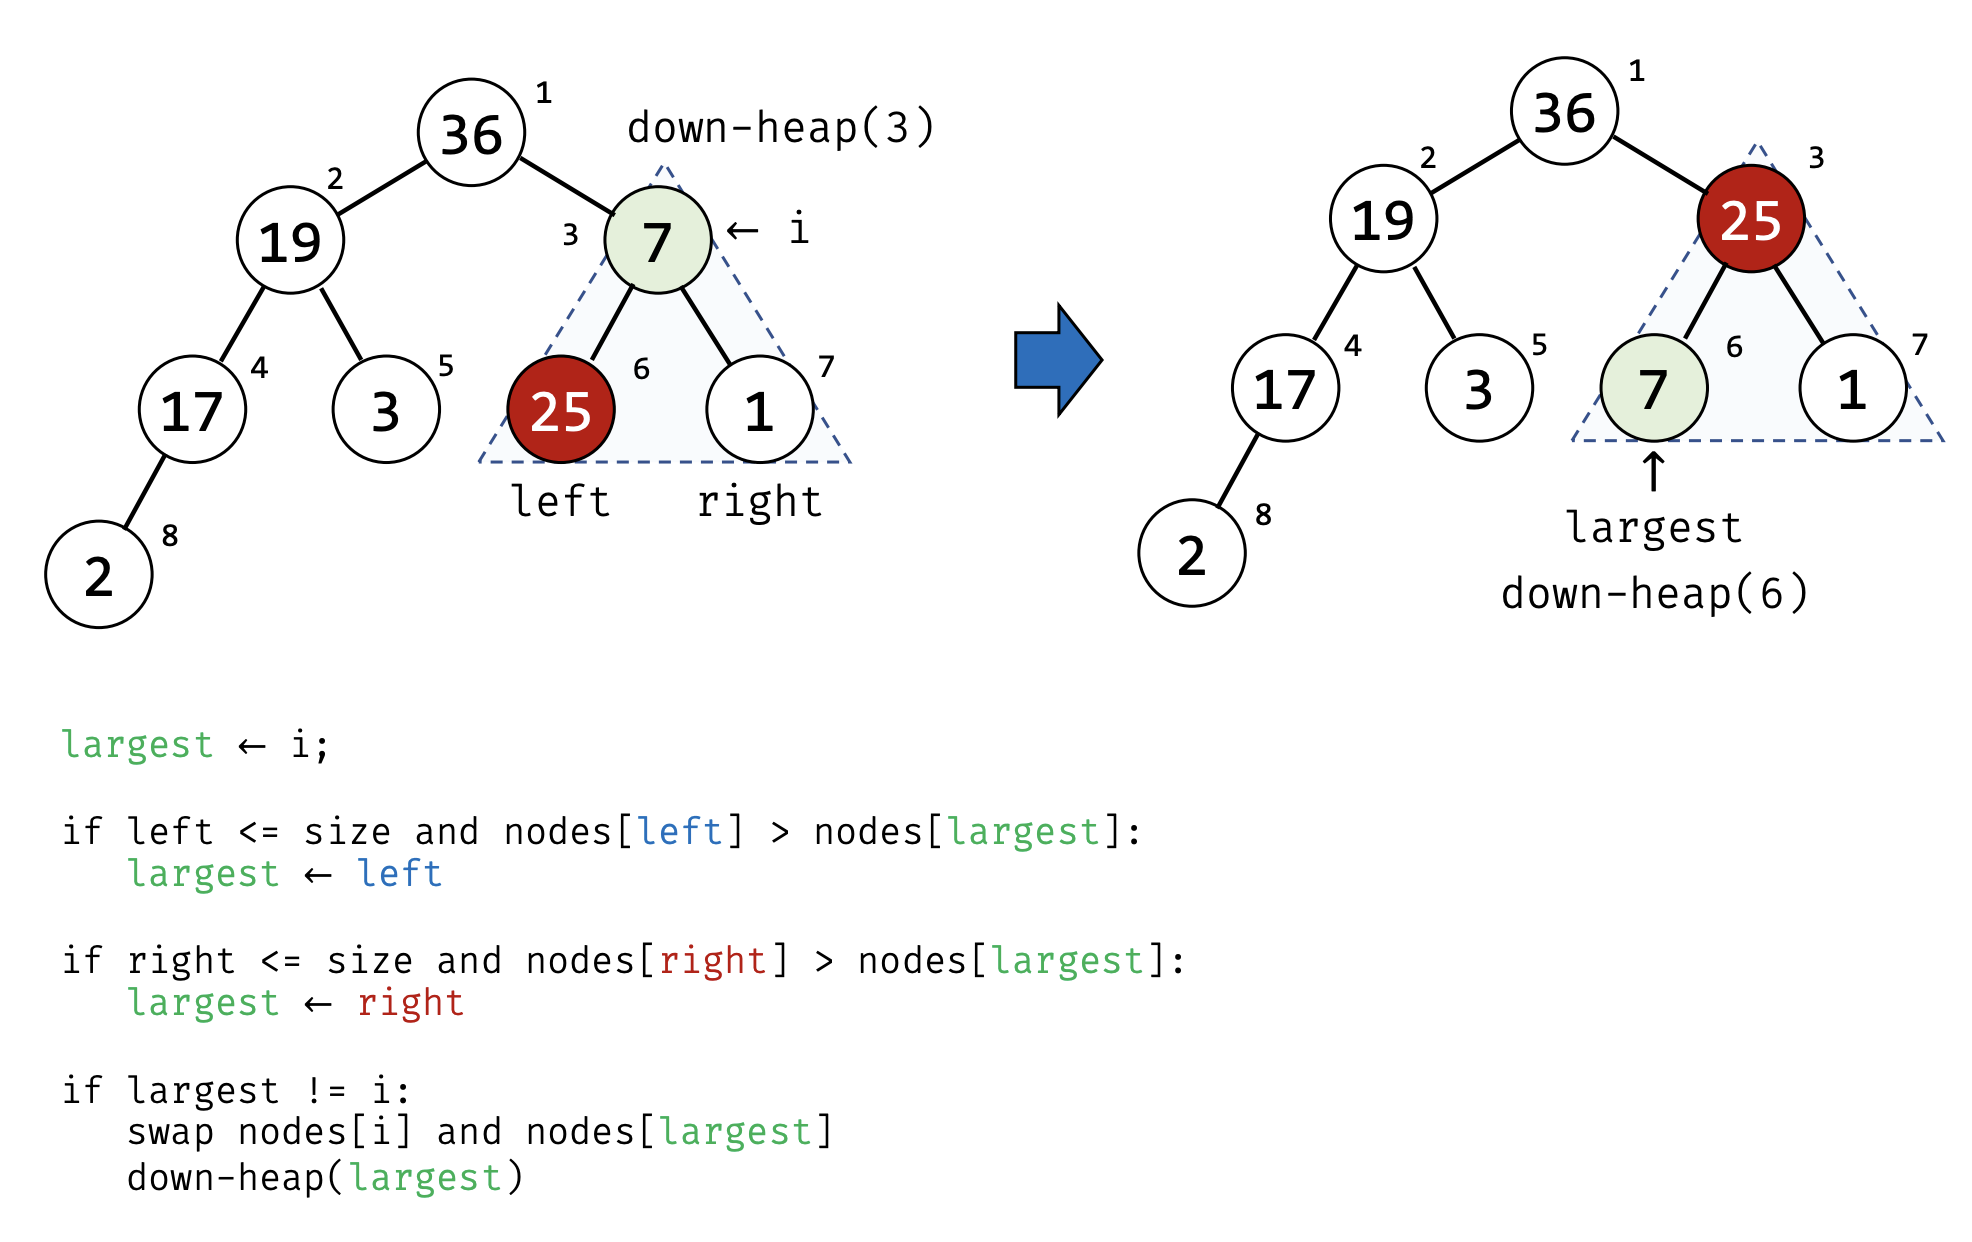 1
36
down-heap(3)
2
19
3
7
← i
4
17
5
3
6
25
7
1
left
right
8
2
1
36
2
19
3
25
4
17
5
3
6
7
7
1
↑
largest
8
2
down-heap(6)
largest ← i;
if left <= size and nodes[left] > nodes[largest]:
largest ← left
if right <= size and nodes[right] > nodes[largest]:
largest ← right
if largest != i:
swap nodes[i] and nodes[largest]
down-heap(largest)